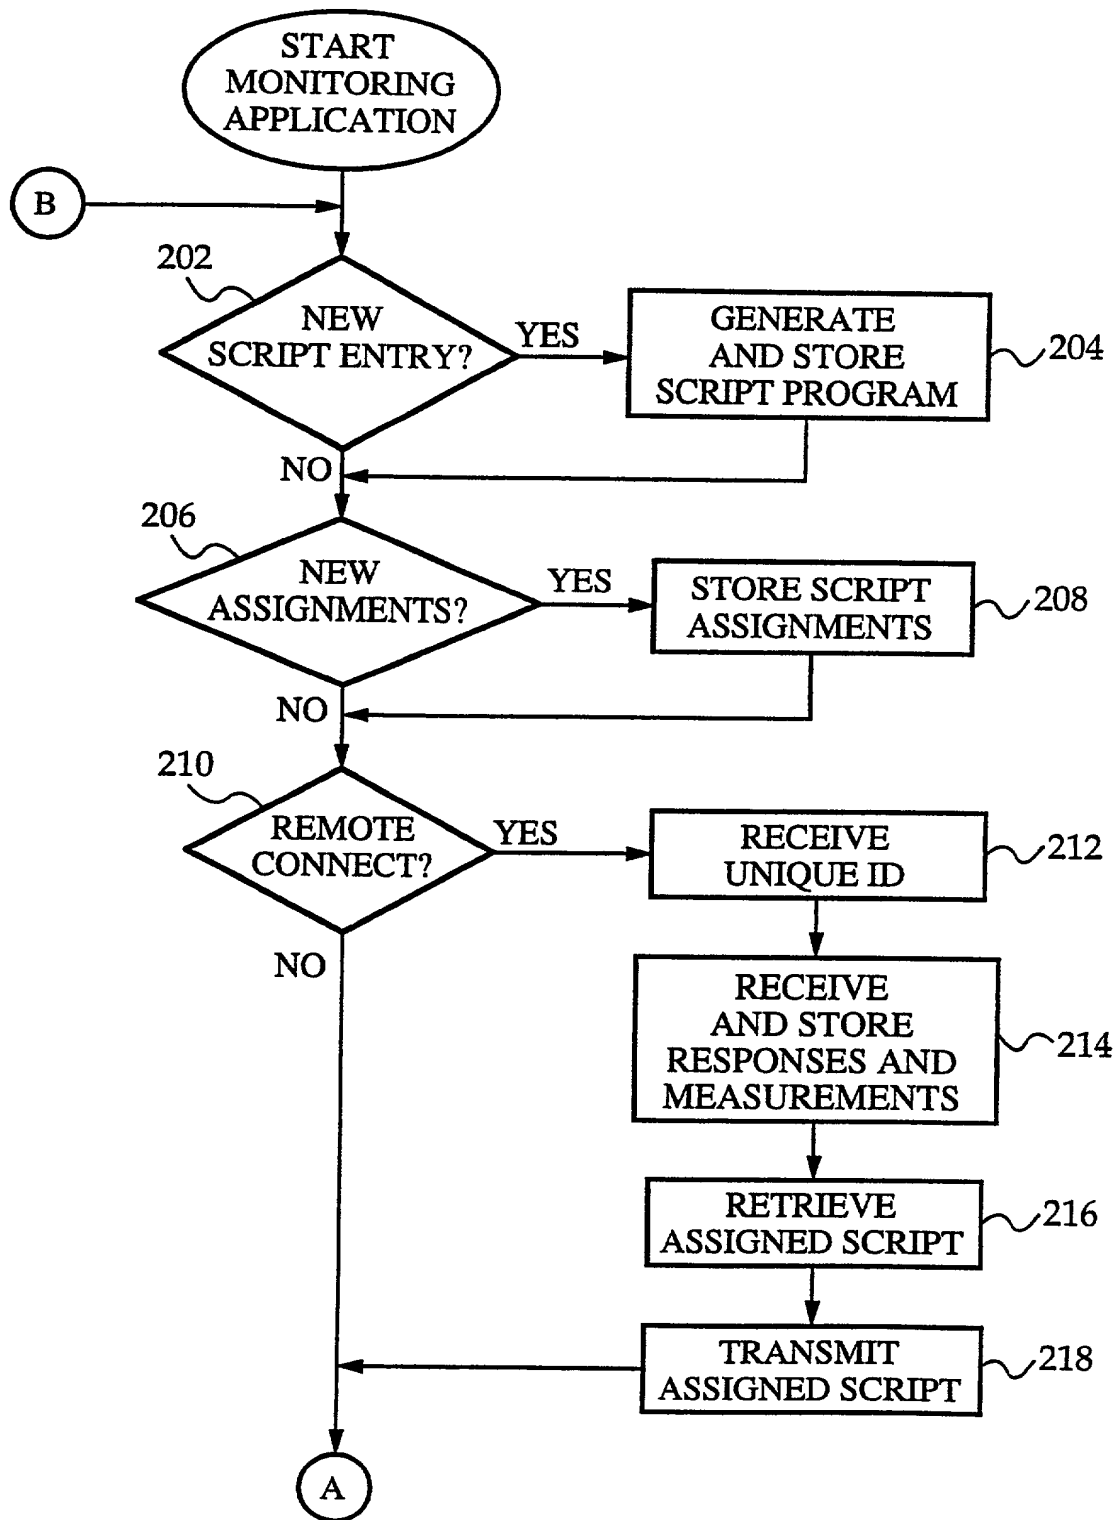 START
MONITORING
APPLICATION
B
202
NEW
SCRIPT ENTRY?
YES
GENERATE
AND STORE
SCRIPT PROGRAM
204
NO
206
NEW
ASSIGNMENTS?
YES
STORE SCRIPT
ASSIGNMENTS
208
NO
210
REMOTE
CONNECT?
YES
RECEIVE
UNIQUE ID
212
NO
RECEIVE
AND STORE
RESPONSES AND
MEASUREMENTS
214
RETRIEVE
ASSIGNED SCRIPT
216
TRANSMIT
ASSIGNED SCRIPT
218
A